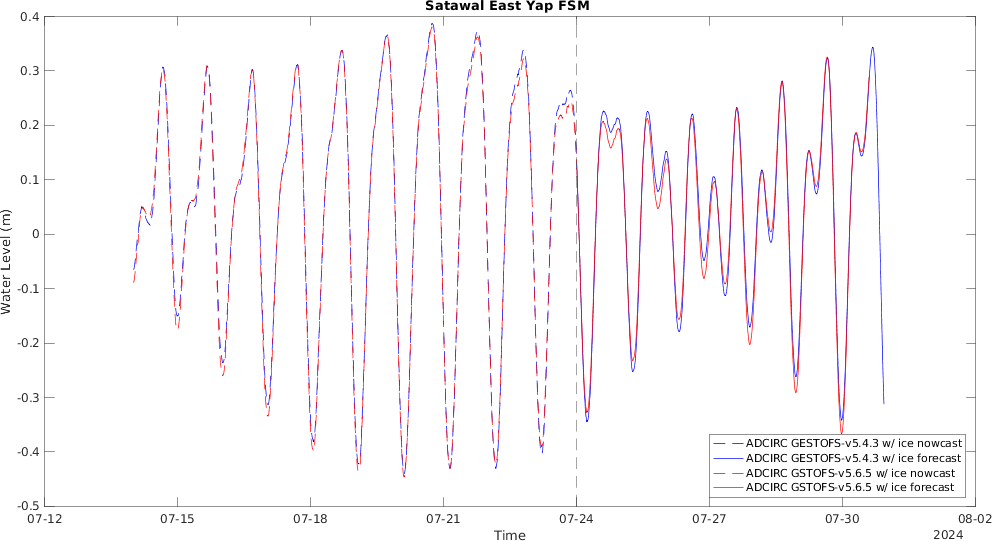 Satawal East Yap FSM
0.4
0.3
0.2
0.1
0
-0.1
-0.2
-0.3
-0.4
-0.5
Water Level (m)
ADCIRC GESTOFS-v5.4.3 w/ ice nowcast
ADCIRC GESTOFS-v5.4.3 w/ ice forecast
ADCIRC GSTOFS-v5.6.5 w/ ice nowcast
ADCIRC GSTOFS-v5.6.5 w/ ice forecast
07-12 07-15 07-18 07-21 07-24 07-27 07-30 08-02
Time
2024